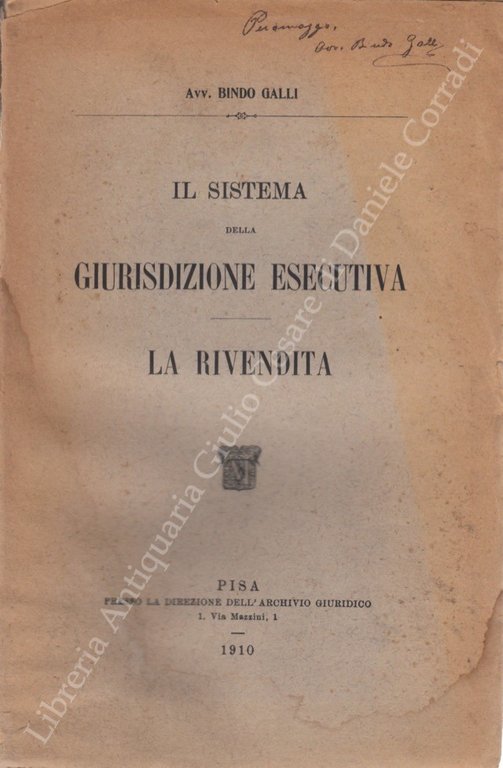 Per omaggio.
Avv. Bindo Galli
Avv. BINDO GALLI
IL SISTEMA
DELLA
GIURISDIZIONE ESECUTIVA
LA RIVENDITA
PISA
PRESSO LA DIREZIONE DELL'ARCHIVIO GIURIDICO
1. Via Mazzini, 1
1910
Libreria Antiquaria Giulio Cesare di Daniele Corradi